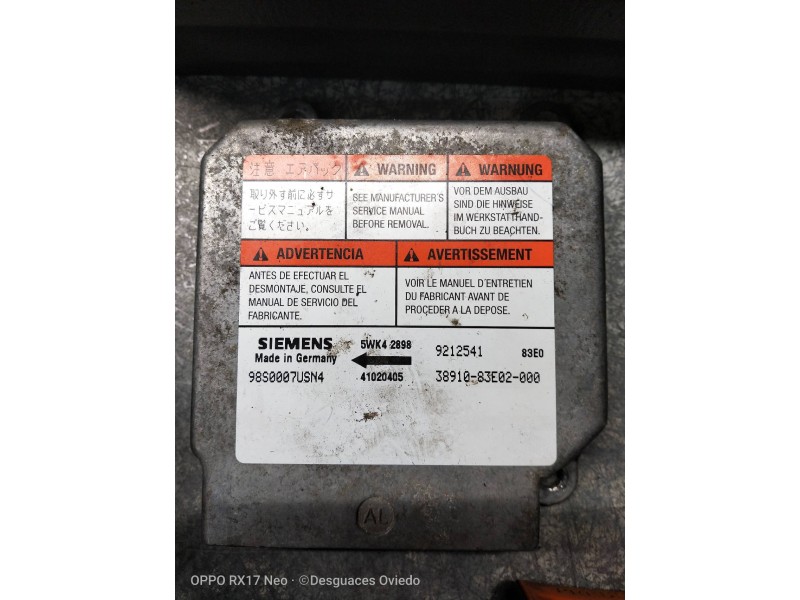 注意 エアバック
取り外す前に必ずサ
ービスマニュアルを
ご覧ください。
WARNING
SEE MANUFACTURER'S
SERVICE MANUAL
BEFORE REMOVAL.
WARNUNG
VOR DEM AUSBAU
SIND DIE HINWEISE
IM WERKSTATTHAND-
BUCH ZU BEACHTEN.
ADVERTENCIA
ANTES DE EFECTUAR EL
DESMONTAJE, CONSULTE EL
MANUAL DE SERVICIO DEL
FABRICANTE.
AVERTISSEMENT
VOIR LE MANUEL D'ENTRETIEN
DU FABRICANT AVANT DE
PROCEDER A LA DEPOSE.
SIEMENS 5WK4 2898 9212541 83E0
Made in Germany
98S0007USN4 41020405 38910-83E02-000
AL
OPPO RX17 Neo · ©Desguaces Oviedo